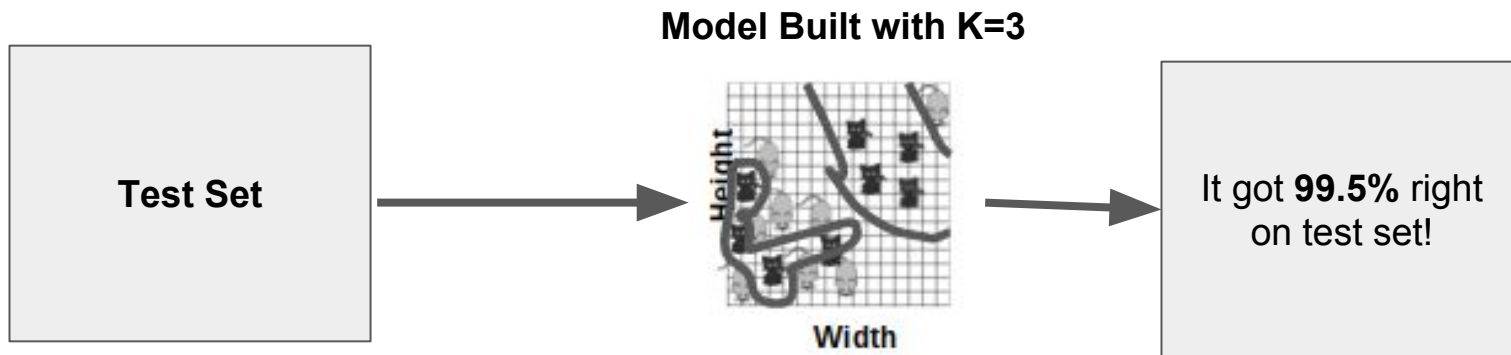 Model Built with K=3
Test Set
Height
Width
It got 99.5% right
on test set!